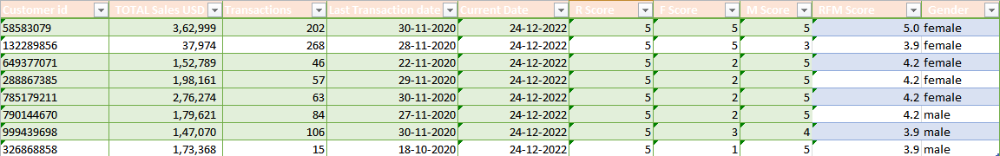 Customer id TOTAL Sales USD Transactions Last Transaction date Current Date R Score F Score M Score RFM Score Gender
58583079 3,62,999 202 30-11-2020 24-12-2022 5 5 5 5.0 female
132289856 37,974 268 28-11-2020 24-12-2022 5 5 3 3.9 female
649377071 1,52,789 46 22-11-2020 24-12-2022 5 2 5 4.2 female
288867385 1,98,161 57 29-11-2020 24-12-2022 5 2 5 4.2 female
785179211 2,76,274 63 30-11-2020 24-12-2022 5 2 5 4.2 female
790144670 1,79,621 84 27-11-2020 24-12-2022 5 2 5 4.2 male
999439698 1,47,070 106 30-11-2020 24-12-2022 5 3 4 3.9 male
326868858 1,73,368 15 18-10-2020 24-12-2022 5 1 5 3.9 male